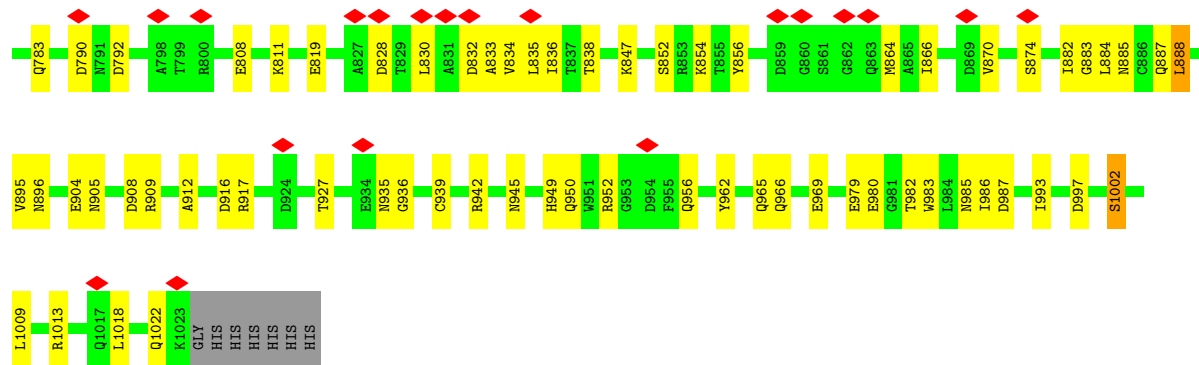 Q783 D790 N791 D792 A798 T799 R800 E808 K811 E819 A827 D828 T829 L830 A831 D832 A833 V834 L835 I836 T837 T838 K847 S852 R853 K854 T855 Y856 D859 G860 S861 G862 Q863 M864 A865 I866 D869 V870 S874 I882 G883 L884 N885 C886 Q887 L888
V895 N896 E904 N905 D908 R909 A912 D916 R917 D924 T927 E934 N935 G936 C939 R942 N945 H949 Q950 W951 R952 G953 D954 F955 Q956 Y962 Q965 Q966 E969 E979 E980 G981 T982 W983 L984 N985 I986 D987 I993 D997 S1002
L1009 R1013 Q1017 L1018 Q1022 K1023 GLY HIS HIS HIS HIS HIS HIS